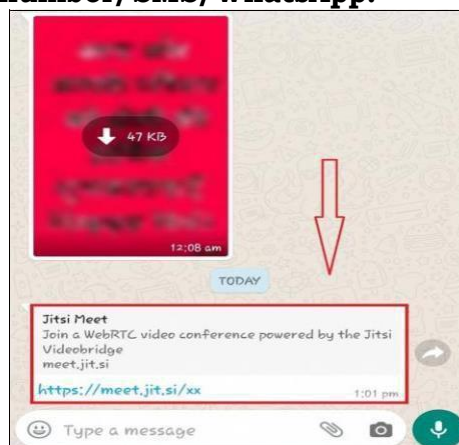 number/SMS/WhatsApp.
47 KB
12:08 am
TODAY
Jitsi Meet
Join a WebRTC video conference powered by the Jitsi
Videobridge
meet.jit.si
https://meet.jit.si/xx
1:01 pm
Type a message